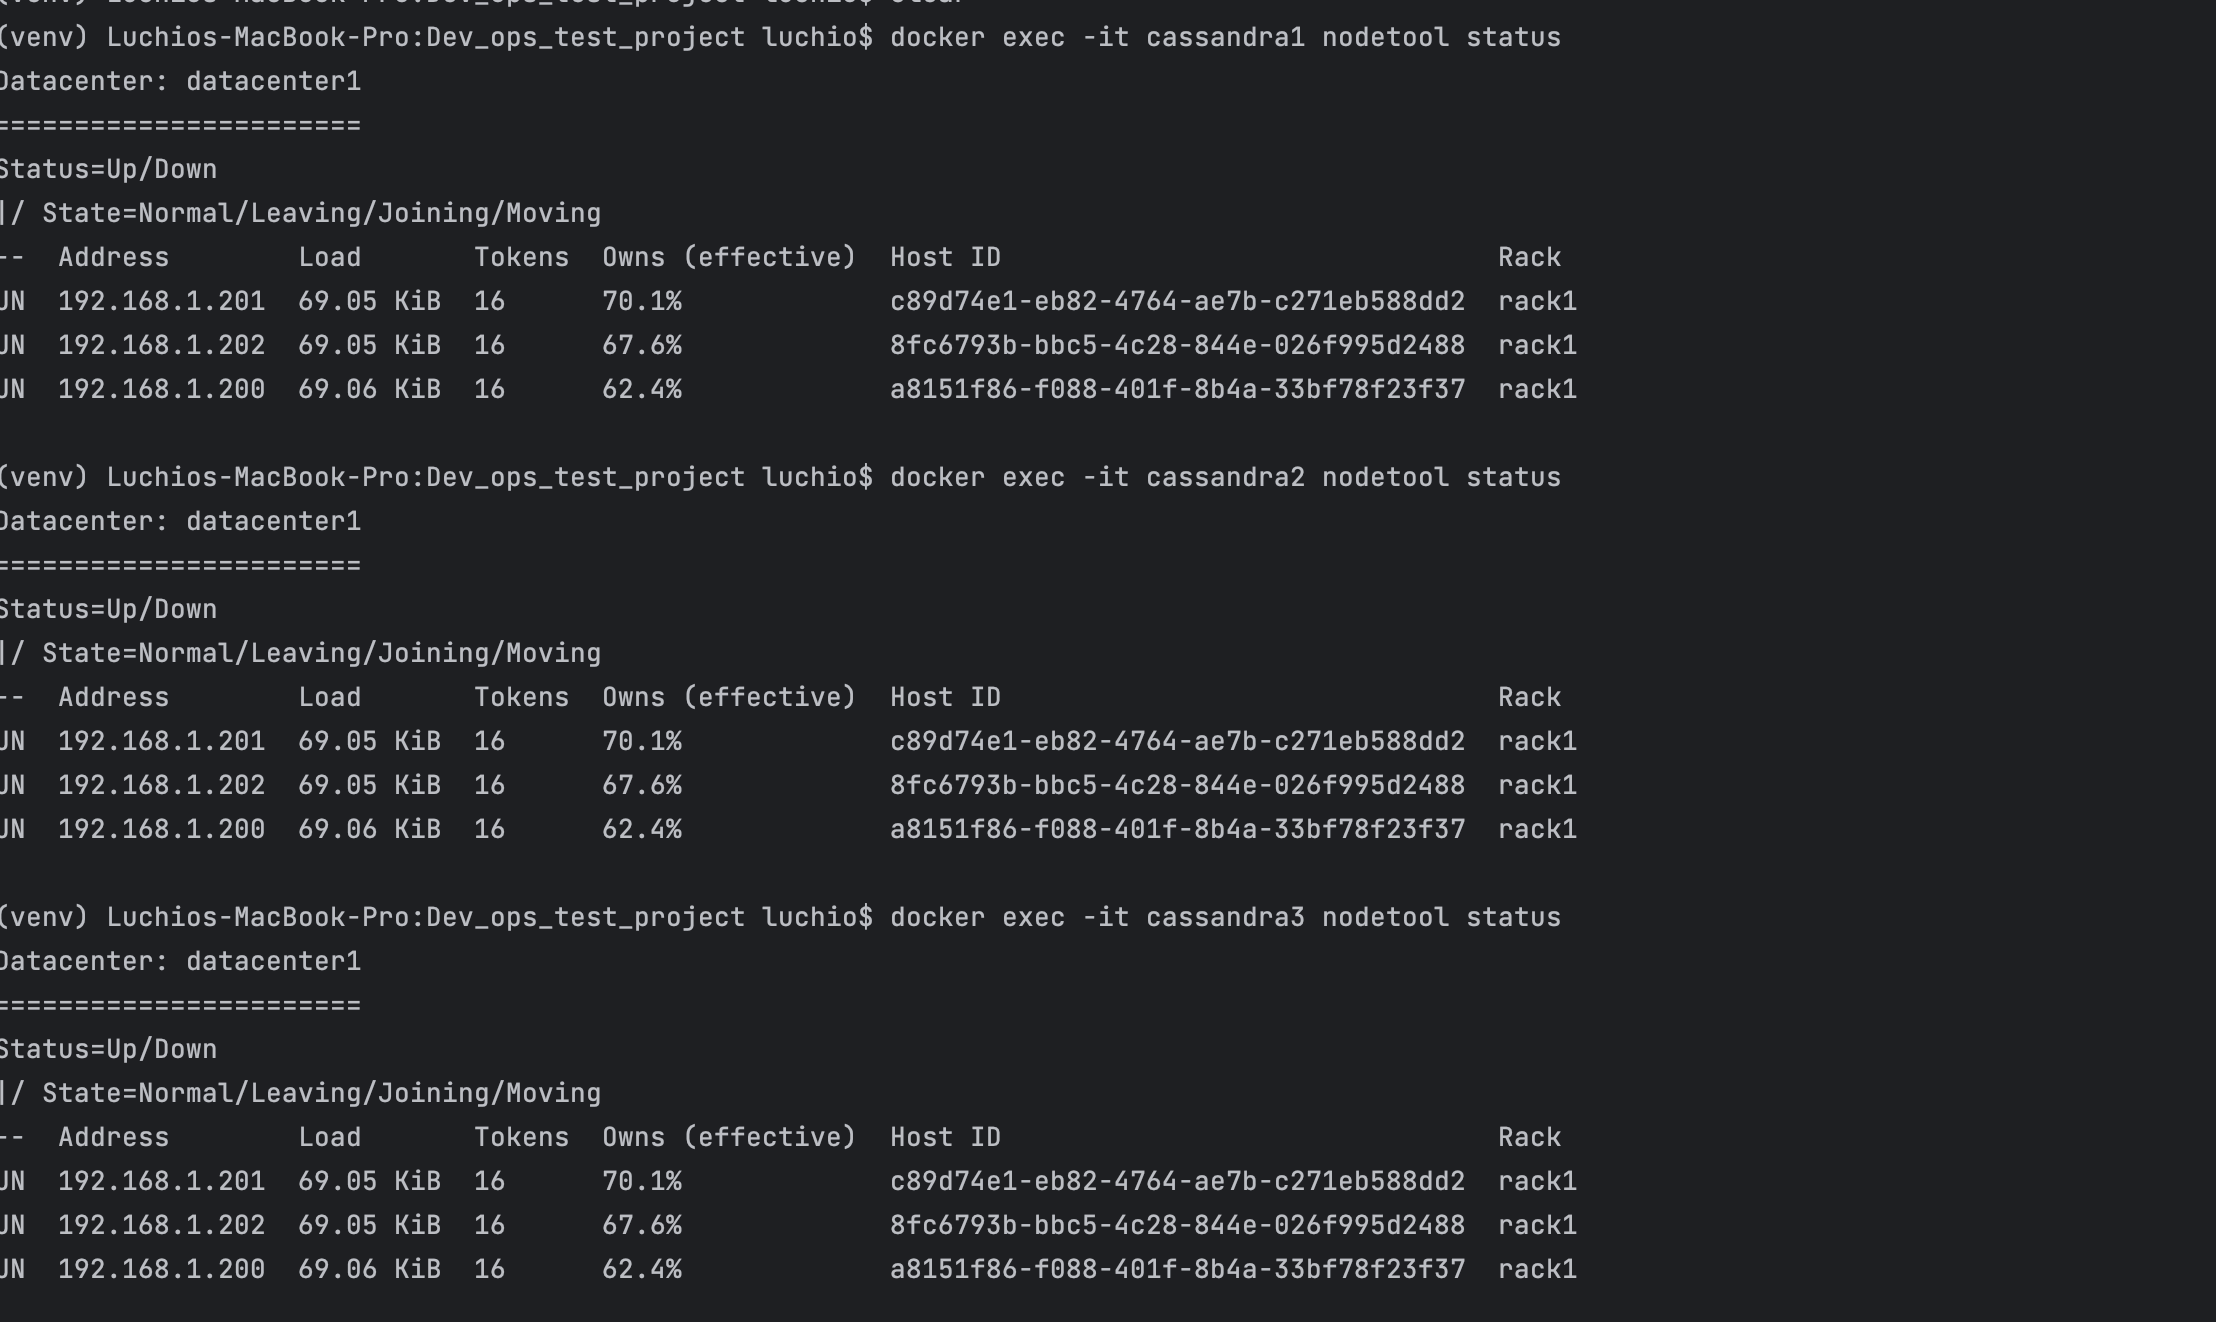 (venv) Luchios-MacBook-Pro:Dev_ops_test_project luchio$ clear
(venv) Luchios-MacBook-Pro:Dev_ops_test_project luchio$ docker exec -it cassandra1 nodetool status
Datacenter: datacenter1
=======================
Status=Up/Down
|/ State=Normal/Leaving/Joining/Moving
--  Address        Load       Tokens  Owns (effective)  Host ID                               Rack
UN  192.168.1.201  69.05 KiB  16      70.1%             c89d74e1-eb82-4764-ae7b-c271eb588dd2  rack1
UN  192.168.1.202  69.05 KiB  16      67.6%             8fc6793b-bbc5-4c28-844e-026f995d2488  rack1
UN  192.168.1.200  69.06 KiB  16      62.4%             a8151f86-f088-401f-8b4a-33bf78f23f37  rack1
(venv) Luchios-MacBook-Pro:Dev_ops_test_project luchio$ docker exec -it cassandra2 nodetool status
Datacenter: datacenter1
=======================
Status=Up/Down
|/ State=Normal/Leaving/Joining/Moving
--  Address        Load       Tokens  Owns (effective)  Host ID                               Rack
UN  192.168.1.201  69.05 KiB  16      70.1%             c89d74e1-eb82-4764-ae7b-c271eb588dd2  rack1
UN  192.168.1.202  69.05 KiB  16      67.6%             8fc6793b-bbc5-4c28-844e-026f995d2488  rack1
UN  192.168.1.200  69.06 KiB  16      62.4%             a8151f86-f088-401f-8b4a-33bf78f23f37  rack1
(venv) Luchios-MacBook-Pro:Dev_ops_test_project luchio$ docker exec -it cassandra3 nodetool status
Datacenter: datacenter1
=======================
Status=Up/Down
|/ State=Normal/Leaving/Joining/Moving
--  Address        Load       Tokens  Owns (effective)  Host ID                               Rack
UN  192.168.1.201  69.05 KiB  16      70.1%             c89d74e1-eb82-4764-ae7b-c271eb588dd2  rack1
UN  192.168.1.202  69.05 KiB  16      67.6%             8fc6793b-bbc5-4c28-844e-026f995d2488  rack1
UN  192.168.1.200  69.06 KiB  16      62.4%             a8151f86-f088-401f-8b4a-33bf78f23f37  rack1